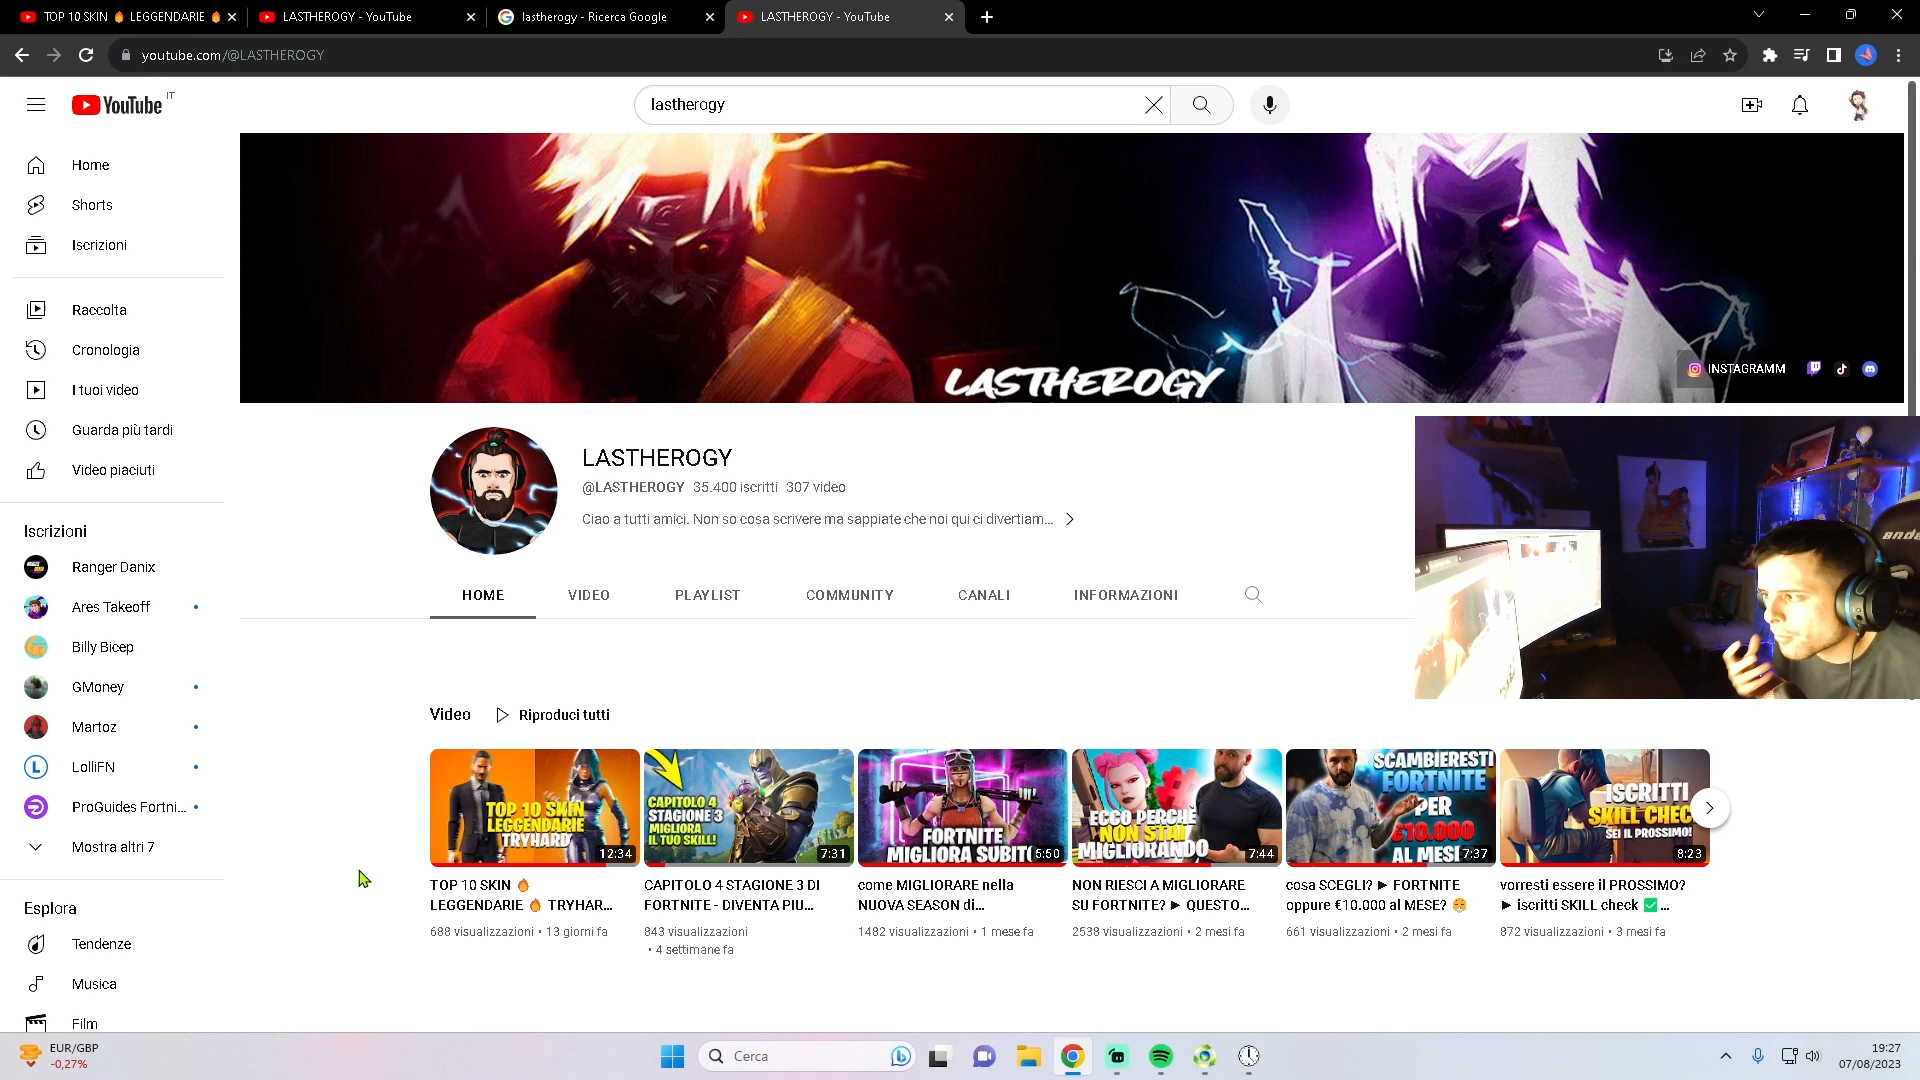 TOP 10 SKIN 🔥 LEGGENDARIE 🔥
LASTHEROGY - YouTube
lastherogy - Ricerca Google
LASTHEROGY - YouTube
youtube.com/@LASTHEROGY
YouTube IT
lastherogy
Home
Shorts
Iscrizioni
Raccolta
Cronologia
I tuoi video
Guarda più tardi
Video piaciuti
Iscrizioni
Ranger Danix
Ares Takeoff
Billy Bicep
GMoney
Martoz
LolliFN
ProGuides Fortni...
Mostra altri 7
Esplora
Tendenze
Musica
Film
LASTHEROGY
INSTAGRAMM
LASTHEROGY
@LASTHEROGY 35.400 iscritti 307 video
Ciao a tutti amici. Non so cosa scrivere ma sappiate che noi qui ci divertiam...
HOME
VIDEO
PLAYLIST
COMMUNITY
CANALI
INFORMAZIONI
Video
Riproduci tutti
TOP 10 SKIN
LEGGENDARIE
TRYHARD
12:34
TOP 10 SKIN 🔥
LEGGENDARIE 🔥 TRYHAR...
688 visualizzazioni • 13 giorni fa
CAPITOLO 4
STAGIONE 3
MIGLIORA
IL TUO SKILL!
7:31
CAPITOLO 4 STAGIONE 3 DI
FORTNITE - DIVENTA PIU...
843 visualizzazioni
• 4 settimane fa
FORTNITE
MIGLIORA SUBITO
5:50
come MIGLIORARE nella
NUOVA SEASON di...
1482 visualizzazioni • 1 mese fa
ECCO PERCHÈ
NON STAI
MIGLIORANDO
7:44
NON RIESCI A MIGLIORARE
SU FORTNITE? ► QUESTO...
2538 visualizzazioni • 2 mesi fa
SCAMBIERESTI
FORTNITE
PER
€10.000
AL MESE
7:37
cosa SCEGLI? ► FORTNITE
oppure €10.000 al MESE? 😁
661 visualizzazioni • 2 mesi fa
ISCRITTI
SKILL CHECK
SEI IL PROSSIMO!
8:23
vorresti essere il PROSSIMO?
► iscritti SKILL check ✅ ...
872 visualizzazioni • 3 mesi fa
EUR/GBP
-0,27%
Cerca
19:27
07/08/2023